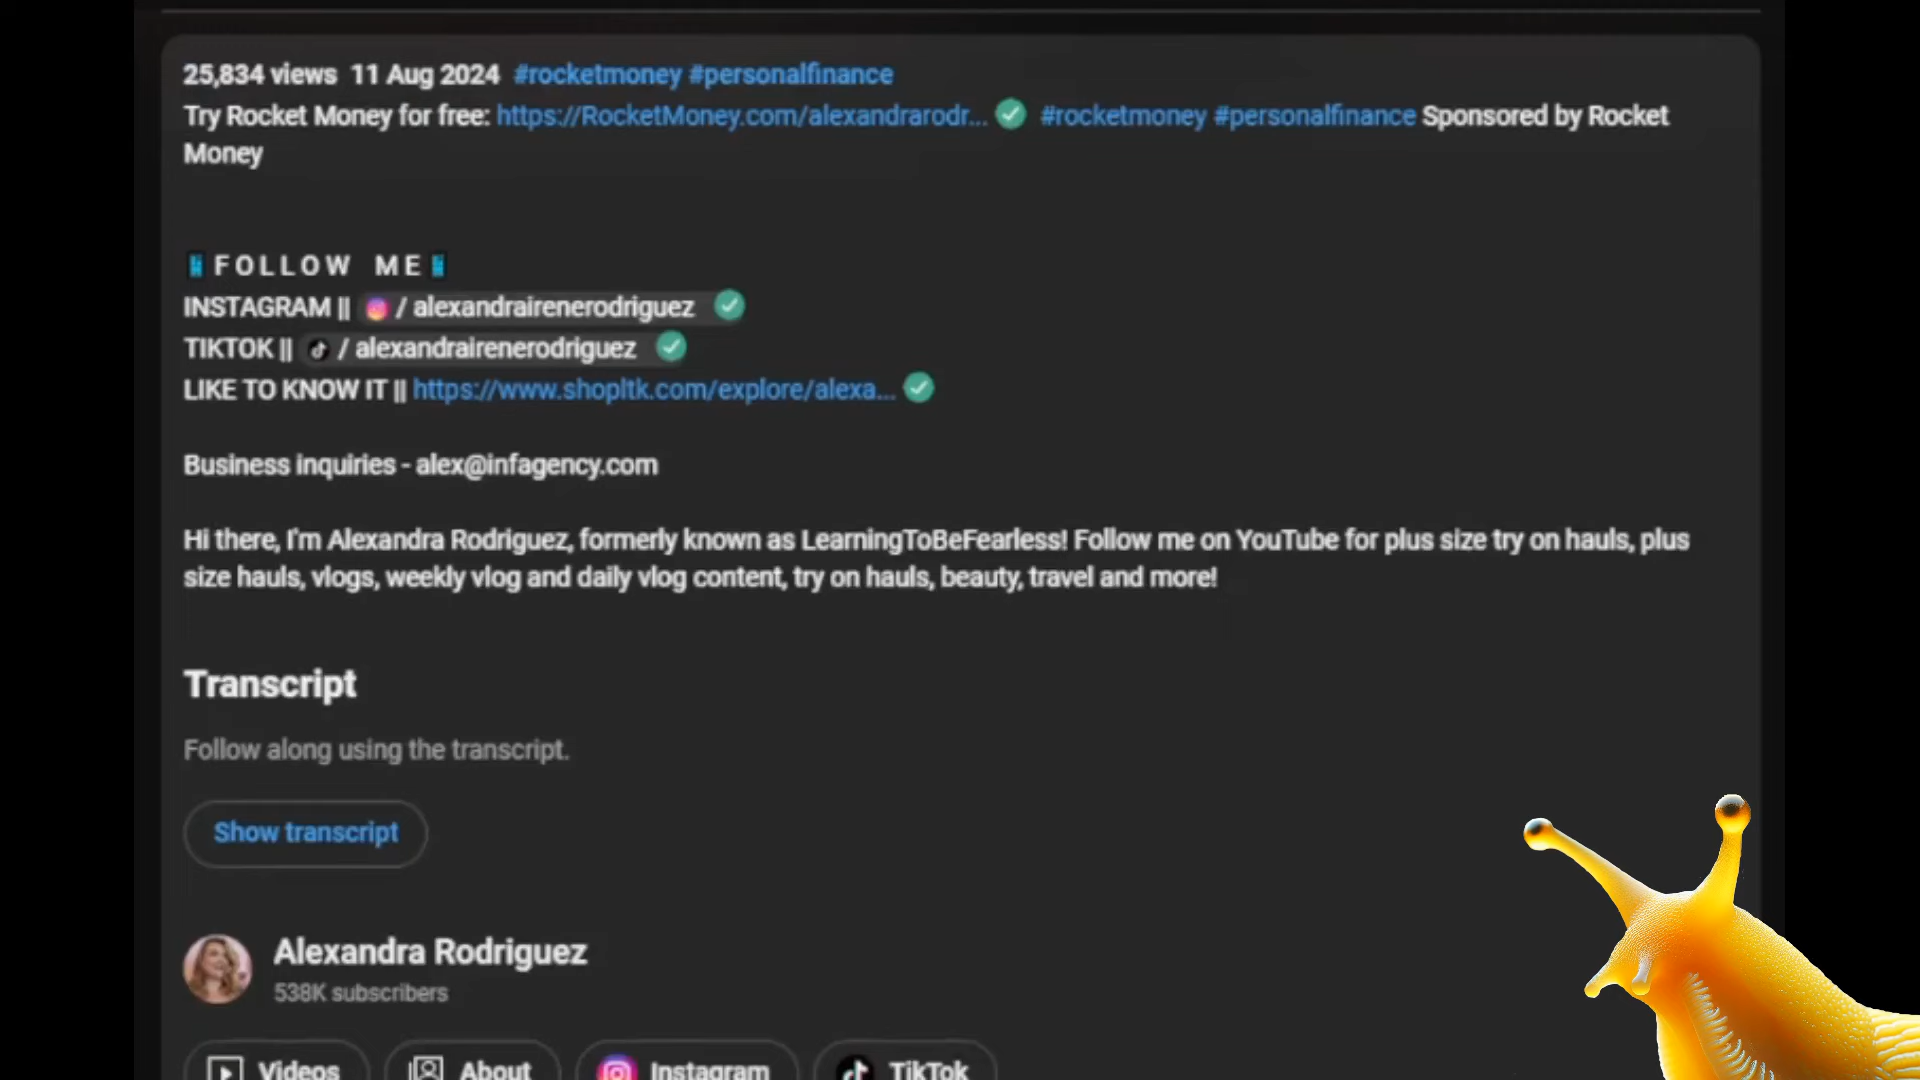 25,834 views 11 Aug 2024 #rocketmoney #personalfinance
Try Rocket Money for free: https://RocketMoney.com/alexandrarodr... #rocketmoney #personalfinance Sponsored by Rocket
Money
FOLLOW ME
INSTAGRAM || / alexandrairenerodriguez
TIKTOK || / alexandrairenerodriguez
LIKE TO KNOW IT || https://www.shopltk.com/explore/alexa...
Business inquiries - alex@infagency.com
Hi there, I'm Alexandra Rodriguez, formerly known as LearningToBeFearless! Follow me on YouTube for plus size try on hauls, plus
size hauls, vlogs, weekly vlog and daily vlog content, try on hauls, beauty, travel and more!
Transcript
Follow along using the transcript.
Show transcript
Alexandra Rodriguez
538K subscribers
Videos About Instagram TikTok